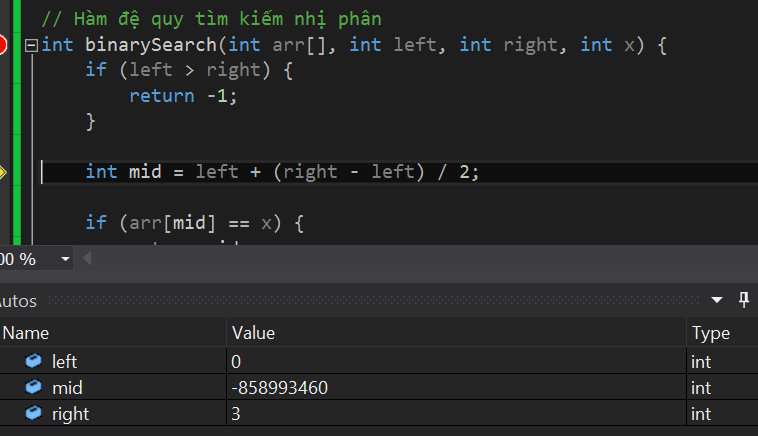 // Hàm đệ quy tìm kiếm nhị phân
int binarySearch(int arr[], int left, int right, int x) {
if (left > right) {
return -1;
}
int mid = left + (right - left) / 2;
if (arr[mid] == x) {
00 %
utos
Name Value Type
left 0 int
mid -858993460 int
right 3 int